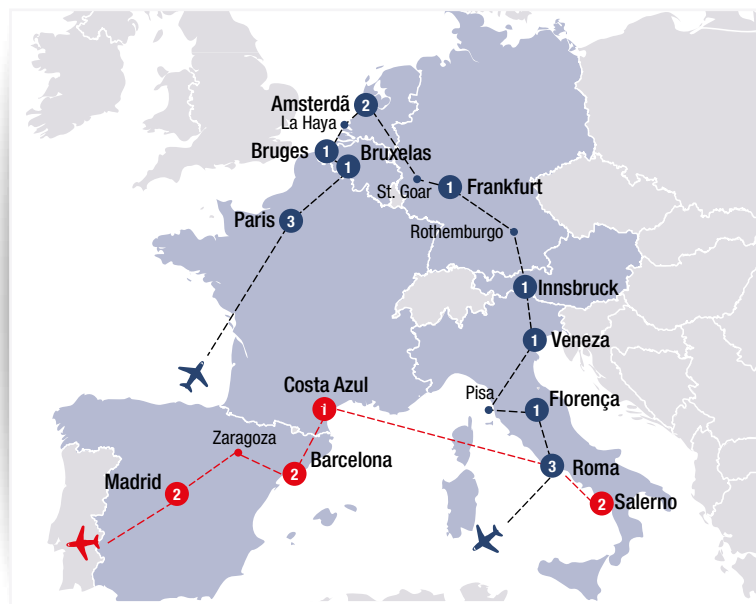 Amsterdã
2
La Haya
Bruges
1
Bruxelas
1
St. Goar
1
Frankfurt
Paris
3
Rothemburgo
1
Innsbruck
1
Veneza
Costa Azul
1
Pisa
1
Florença
Zaragoza
Barcelona
2
Madrid
2
3
Roma
2
Salerno